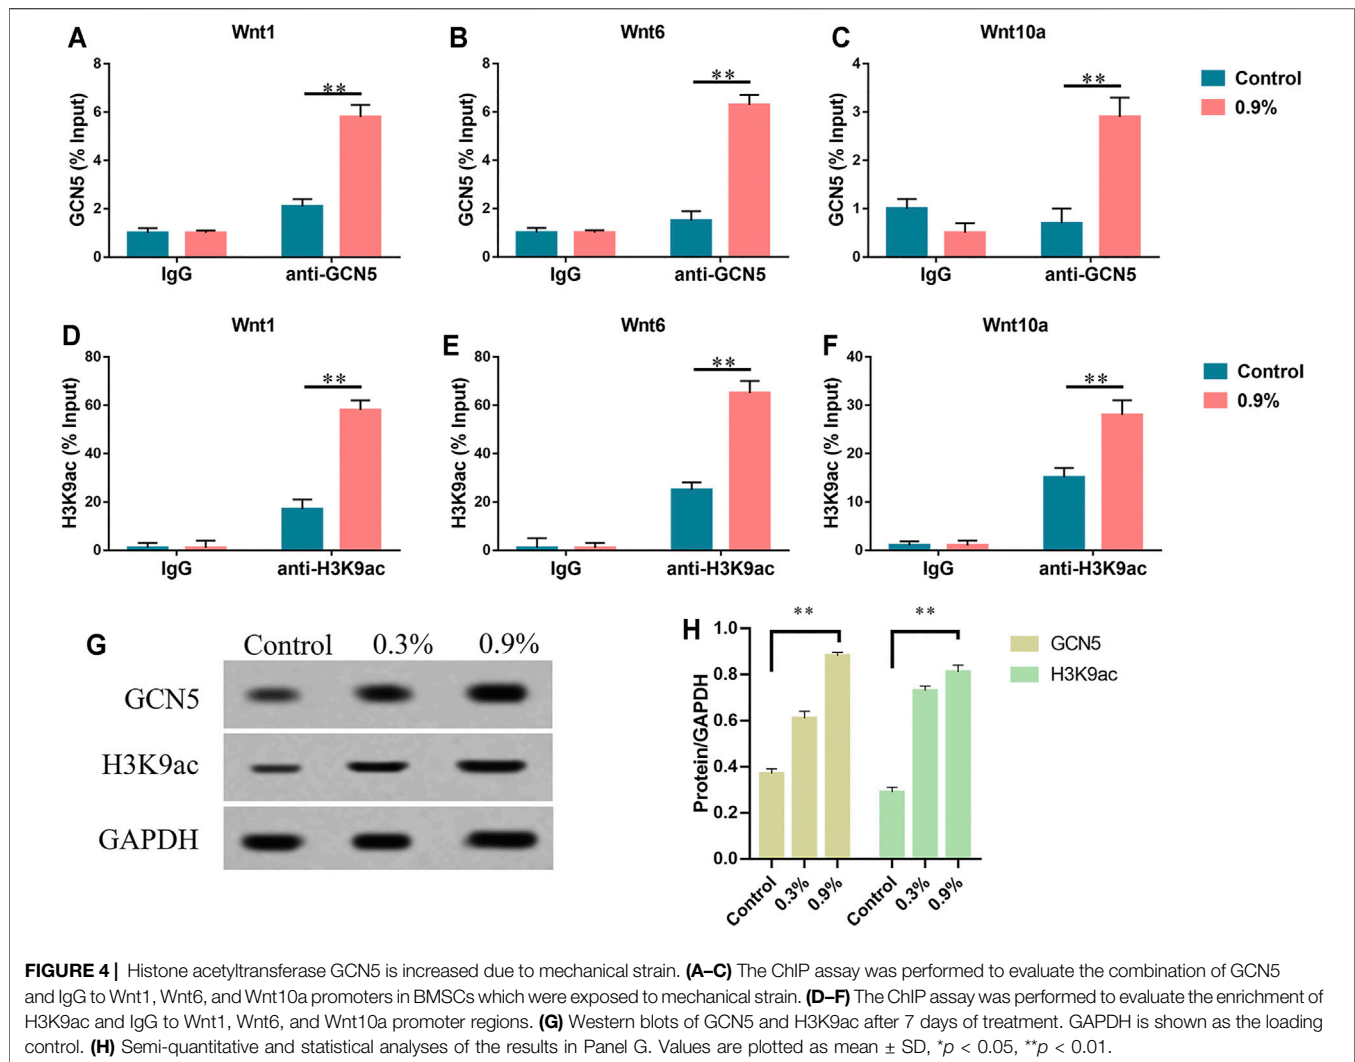 A Wnt1
GCN5 (% Input)
8
6
4
2
0
**
IgG anti-GCN5
B Wnt6
GCN5 (% Input)
8
6
4
2
0
**
IgG anti-GCN5
C Wnt10a
GCN5 (% Input)
4
3
2
1
0
**
IgG anti-GCN5
Control
0.9%
D Wnt1
H3K9ac (% Input)
80
60
40
20
0
**
IgG anti-H3K9ac
E Wnt6
H3K9ac (% Input)
80
60
40
20
0
**
IgG anti-H3K9ac
F Wnt10a
H3K9ac (% Input)
40
30
20
10
0
**
IgG anti-H3K9ac
Control
0.9%
G Control 0.3% 0.9%
GCN5
H3K9ac
GAPDH
H
Protein/GAPDH
1.0
0.8
0.6
0.4
0.2
0.0
** **
Control 0.3% 0.9% Control 0.3% 0.9%
GCN5
H3K9ac
FIGURE 4 | Histone acetyltransferase GCN5 is increased due to mechanical strain. (A–C) The ChIP assay was performed to evaluate the combination of GCN5
and IgG to Wnt1, Wnt6, and Wnt10a promoters in BMSCs which were exposed to mechanical strain. (D–F) The ChIP assay was performed to evaluate the enrichment of
H3K9ac and IgG to Wnt1, Wnt6, and Wnt10a promoter regions. (G) Western blots of GCN5 and H3K9ac after 7 days of treatment. GAPDH is shown as the loading
control. (H) Semi-quantitative and statistical analyses of the results in Panel G. Values are plotted as mean ± SD, *p < 0.05, **p < 0.01.